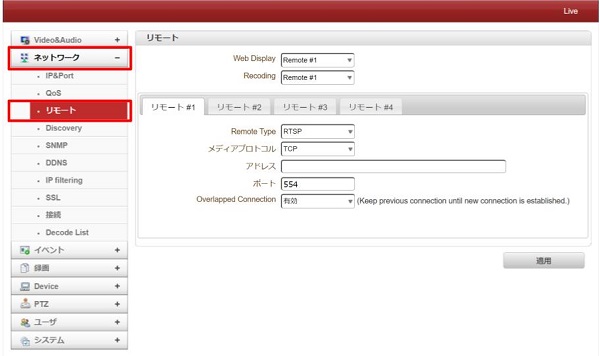 Live
Video&Audio +
ネットワーク −
IP&Port
QoS
リモート
Discovery
SNMP
DDNS
IP filtering
SSL
接続
Decode List
イベント +
録画 +
Device +
PTZ +
ユーザ +
システム +
リモート
Web Display Remote #1
Recoding Remote #1
リモート #1 リモート #2 リモート #3 リモート #4
Remote Type RTSP
メディアプロトコル TCP
アドレス
ポート 554
Overlapped Connection 有効 (Keep previous connection until new connection is established.)
適用